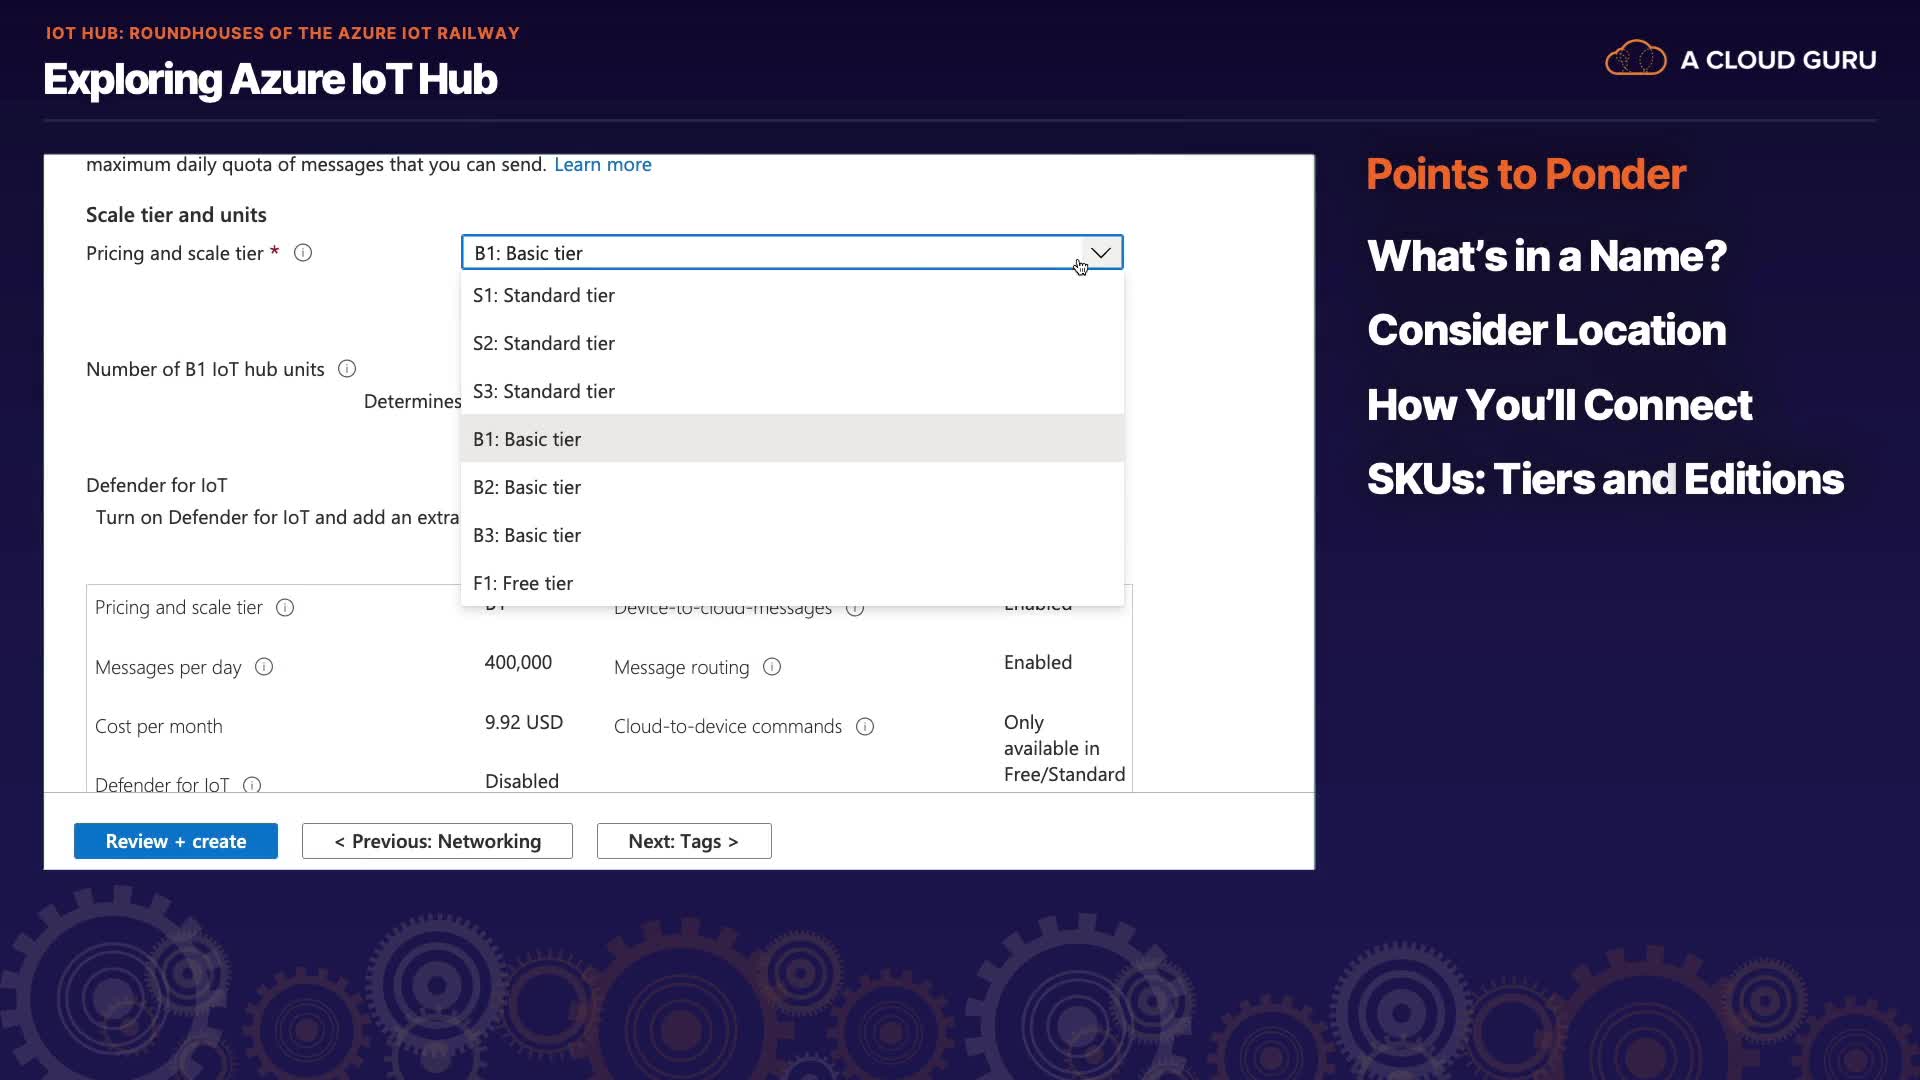 IOT HUB: ROUNDHOUSES OF THE AZURE IOT RAILWAY
Exploring Azure IoT Hub
A CLOUD GURU
maximum daily quota of messages that you can send. Learn more
Scale tier and units
Pricing and scale tier *
B1: Basic tier
S1: Standard tier
S2: Standard tier
S3: Standard tier
B1: Basic tier
B2: Basic tier
B3: Basic tier
F1: Free tier
Number of B1 IoT hub units
Determines
Defender for IoT
Turn on Defender for IoT and add an extra
Pricing and scale tier B1 Device-to-cloud-messages Enabled
Messages per day 400,000 Message routing Enabled
Cost per month 9.92 USD Cloud-to-device commands Only
available in
Free/Standard
Defender for IoT Disabled
Review + create < Previous: Networking Next: Tags >
Points to Ponder
What's in a Name?
Consider Location
How You'll Connect
SKUs: Tiers and Editions